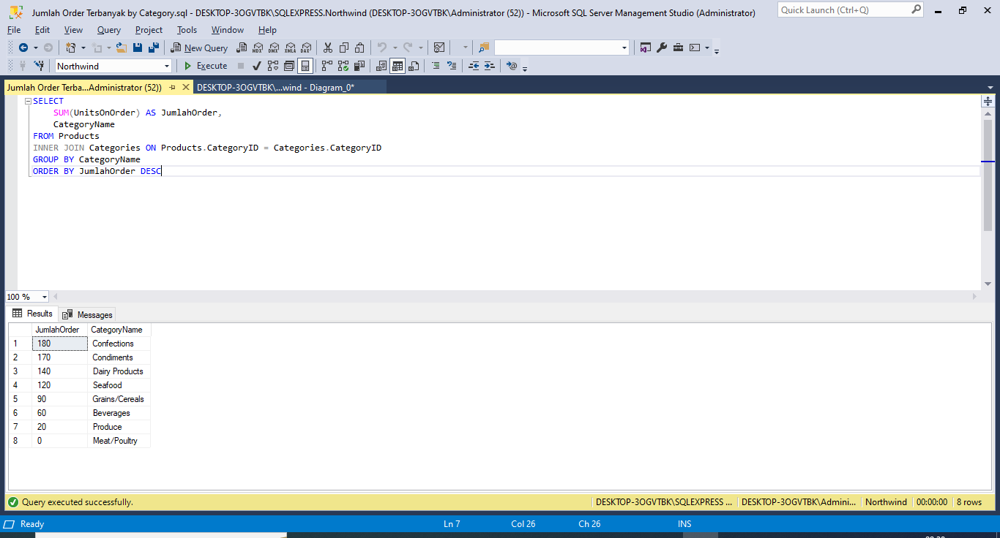 Jumlah Order Terbanyak by Category.sql - DESKTOP-3OGVTBK\SQLEXPRESS.Northwind (DESKTOP-3OGVTBK\Administrator (52)) - Microsoft SQL Server Management Studio (Administrator)
Quick Launch (Ctrl+Q)
File Edit View Query Project Tools Window Help
New Query MDX DMX XMLA DAX
Northwind Execute
Jumlah Order Terba...Administrator (52)) DESKTOP-3OGVTBK\...wind - Diagram_0*
SELECT
SUM(UnitsOnOrder) AS JumlahOrder,
CategoryName
FROM Products
INNER JOIN Categories ON Products.CategoryID = Categories.CategoryID
GROUP BY CategoryName
ORDER BY JumlahOrder DESC
100 %
Results Messages
JumlahOrder CategoryName
1 180 Confections
2 170 Condiments
3 140 Dairy Products
4 120 Seafood
5 90 Grains/Cereals
6 60 Beverages
7 20 Produce
8 0 Meat/Poultry
Query executed successfully. DESKTOP-3OGVTBK\SQLEXPRESS ... DESKTOP-3OGVTBK\Admini... Northwind 00:00:00 8 rows
Ready Ln 7 Col 26 Ch 26 INS